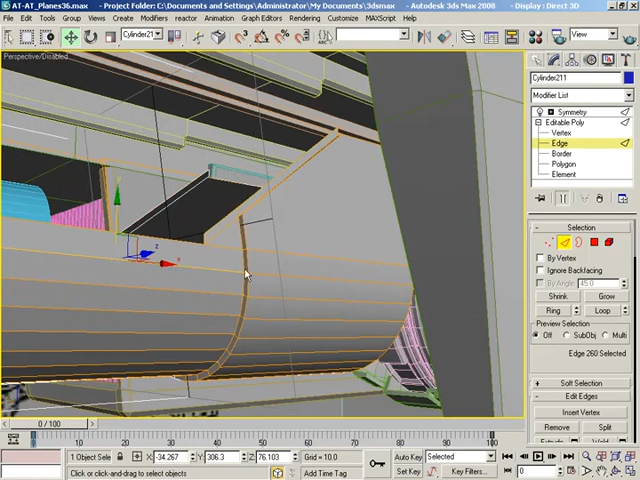 AT-AT_Planes36.max - Project Folder: C:\Documents and Settings\Administrator\My Documents\3dsmax - Autodesk 3ds Max 2008 - Display : Direct 3D
File Edit Tools Group Views Create Modifiers reactor Animation Graph Editors Rendering Customize MAXScript Help
Cylinder21
View
Perspective/Disabled
Cylinder211
Modifier List
Symmetry
Editable Poly
Vertex
Edge
Border
Polygon
Element
Selection
By Vertex
Ignore Backfacing
By Angle: 45.0
Shrink Grow
Ring Loop
Preview Selection
Off SubObj Multi
Edge 260 Selected
Soft Selection
Edit Edges
Insert Vertex
Remove Split
Extrude Weld
0 / 100
0 10 20 30 40 50 60 70 80 90 100
1 Object Sele X: -34.267 Y: 306.3 Z: 76.103 Grid = 10.0 Auto Key Selected
Click or click-and-drag to select objects Add Time Tag Set Key Key Filters... 0
x
z